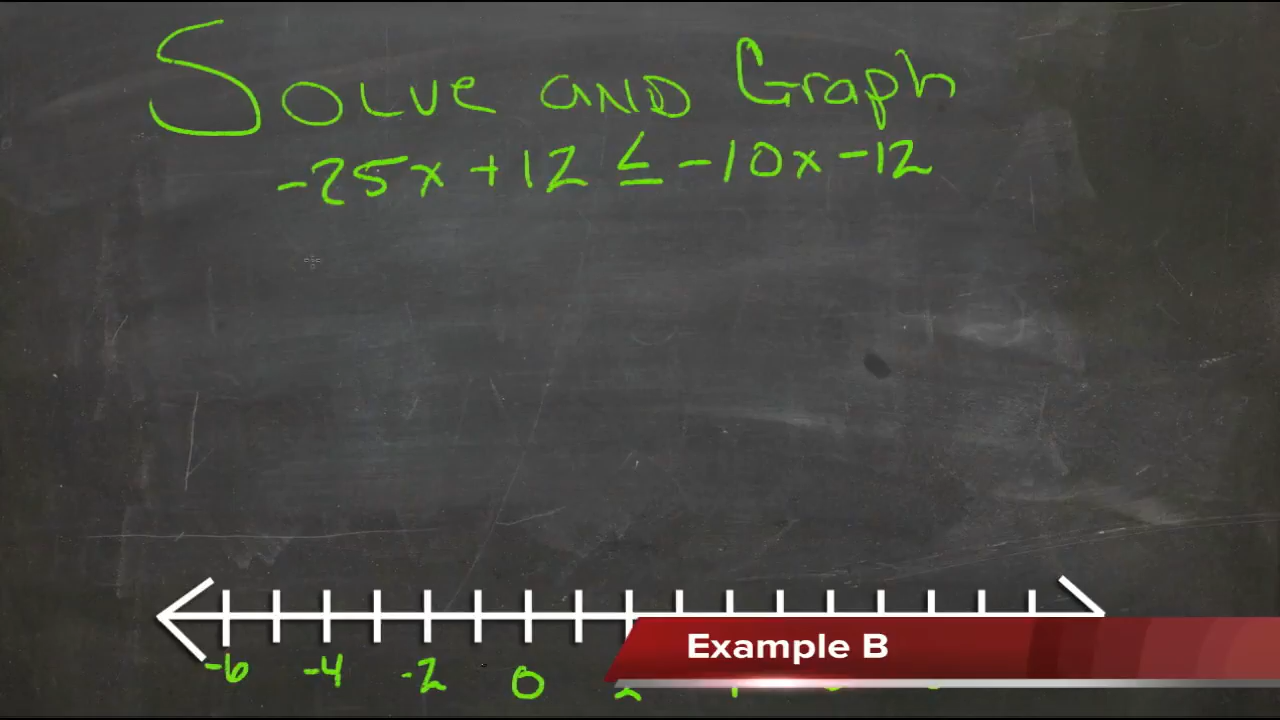 Solve and Graph
-25x + 12 ≤ -10x - 12
Example B
-6 -4 -2 0